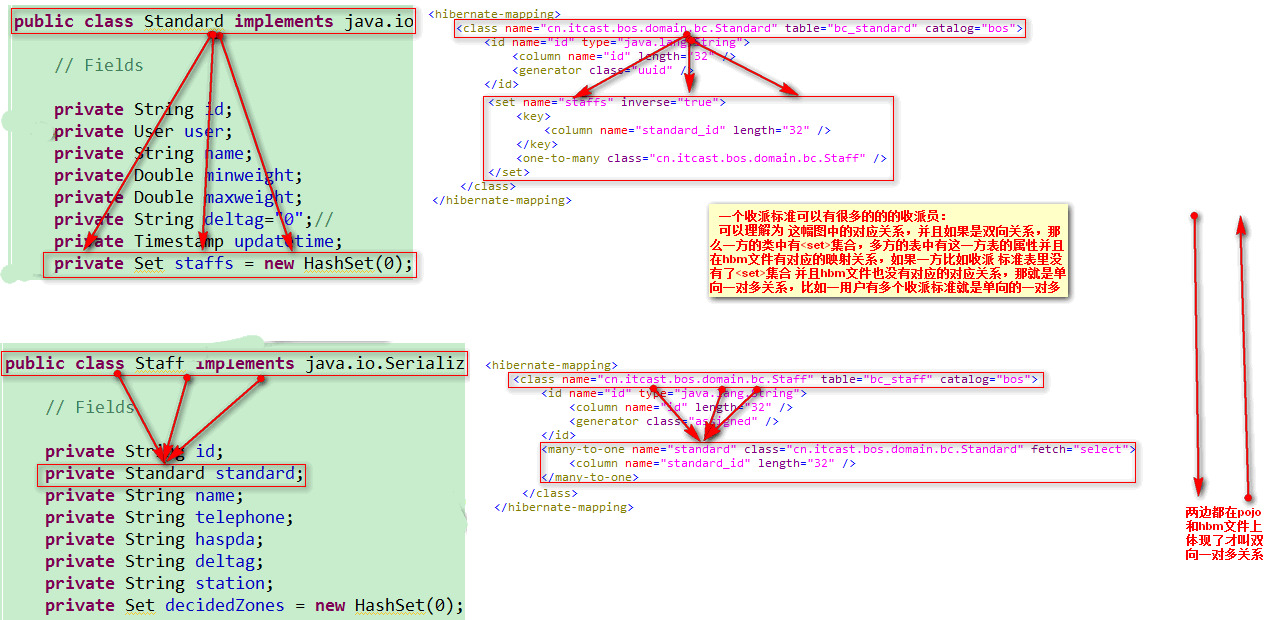 public class Standard implements java.io
// Fields
private String id;
private User user;
private String name;
private Double minweight;
private Double maxweight;
private String deltag="0";//
private Timestamp updatetime;
private Set staffs = new HashSet(0);
<hibernate-mapping>
<class name="cn.itcast.bos.domain.bc.Standard" table="bc_standard" catalog="bos">
<id name="id" type="java.lang.String">
<column name="id" length="32" />
<generator class="uuid" />
</id>
<set name="staffs" inverse="true">
<key>
<column name="standard_id" length="32" />
</key>
<one-to-many class="cn.itcast.bos.domain.bc.Staff" />
</set>
</class>
</hibernate-mapping>
一个收派标准可以有很多的的的收派员:
可以理解为 这幅图中的对应关系，并且如果是双向关系，那
么一方的类中有<set>集合，多方的表中有这一方表的属性并且
在hbm文件有对应的映射关系，如果一方比如收派 标准表里没
有了<set>集合 并且hbm文件也没有对应的对应关系，那就是单
向一对多关系，比如一用户有多个收派标准就是单向的一对多
public class Staff implements java.io.Serializ
// Fields
private String id;
private Standard standard;
private String name;
private String telephone;
private String haspda;
private String deltag;
private String station;
private Set decidedZones = new HashSet(0);
<hibernate-mapping>
<class name="cn.itcast.bos.domain.bc.Staff" table="bc_staff" catalog="bos">
<id name="id" type="java.lang.String">
<column name="id" length="32" />
<generator class="assigned" />
</id>
<many-to-one name="standard" class="cn.itcast.bos.domain.bc.Standard" fetch="select">
<column name="standard_id" length="32" />
</many-to-one>
</class>
</hibernate-mapping>
两边都在pojo
和hbm文件上
体现了才叫双
向一对多关系